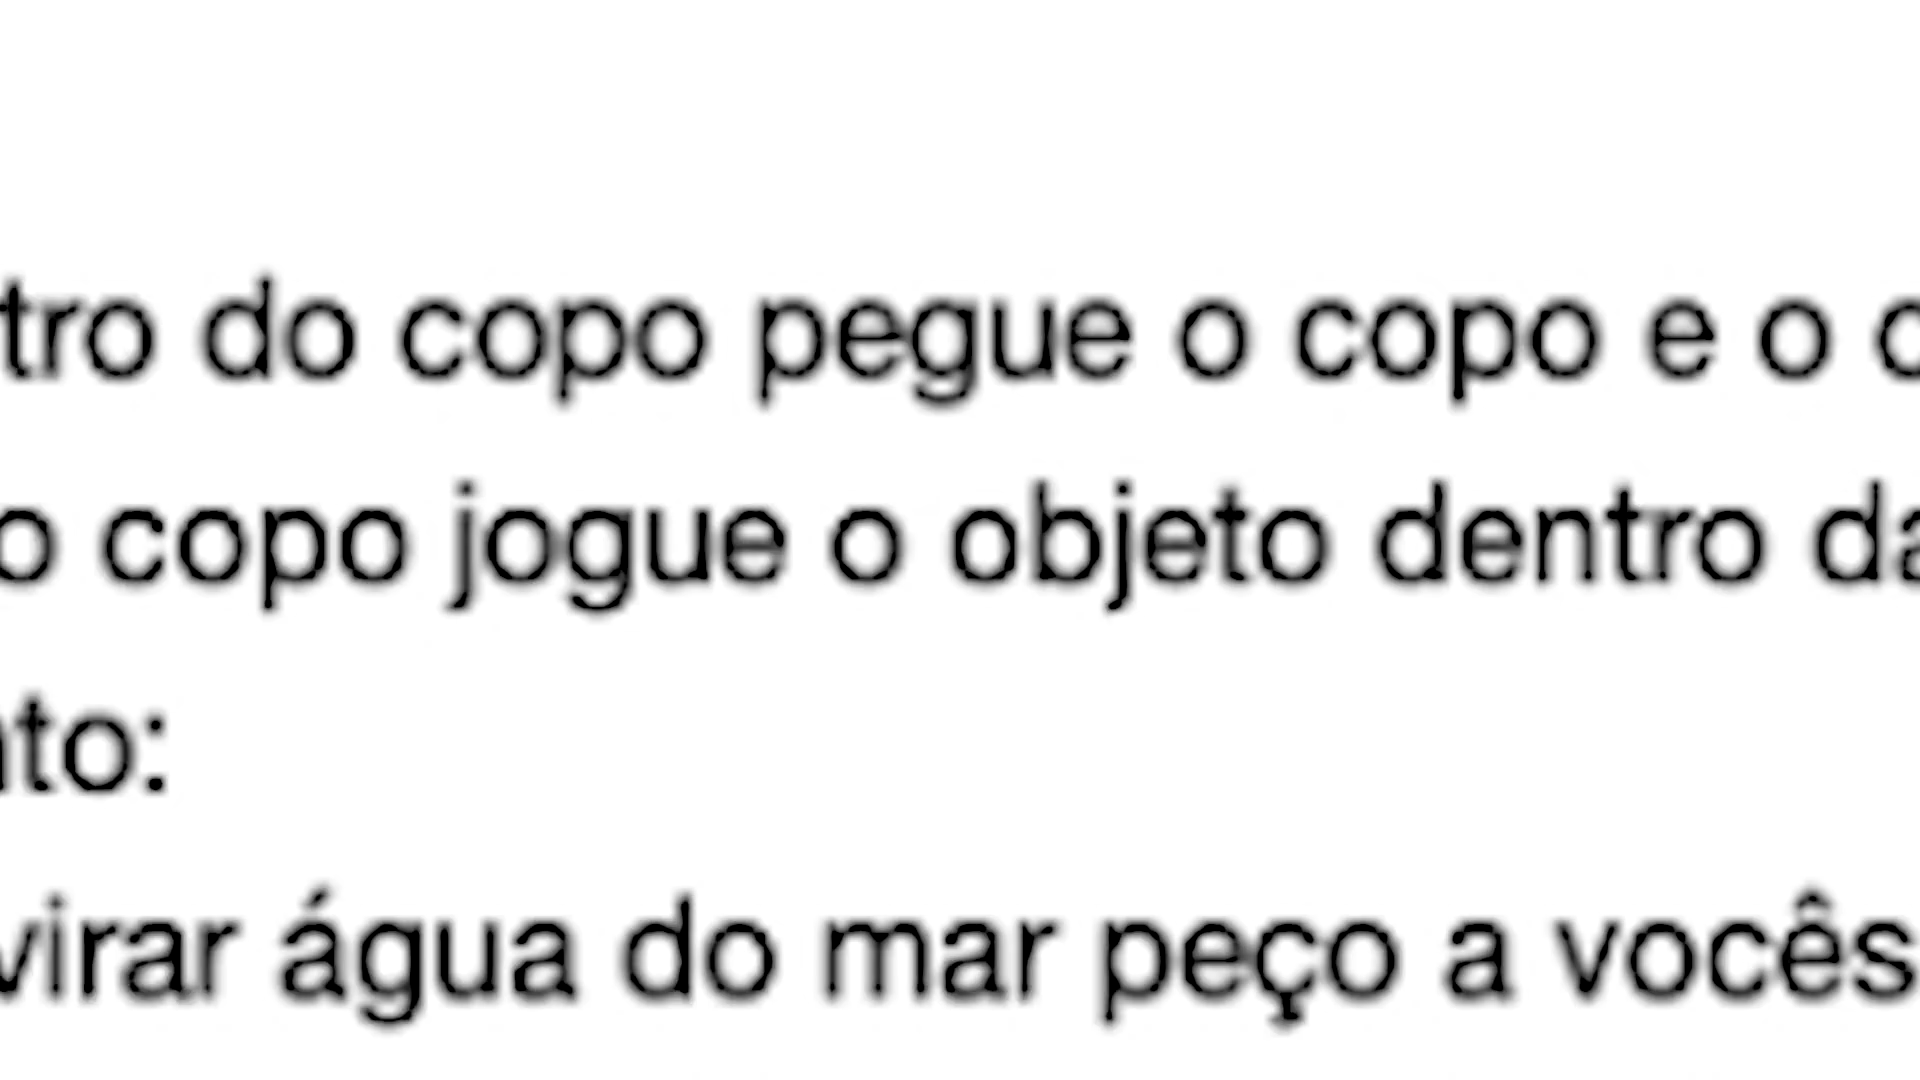 tro do copo pegue o copo e o
o copo jogue o objeto dentro da
nto:
virar água do mar peço a vocês